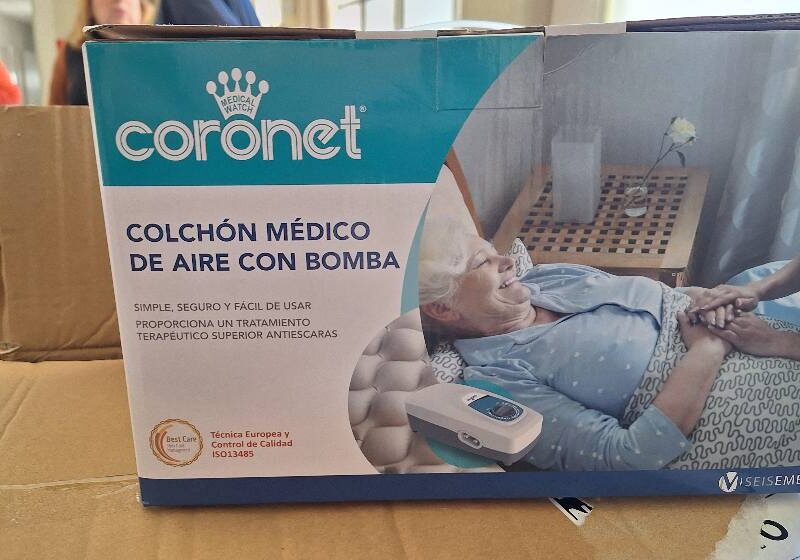 MEDICAL
WATCH
coronet®
COLCHÓN MÉDICO
DE AIRE CON BOMBA
SIMPLE, SEGURO Y FÁCIL DE USAR
PROPORCIONA UN TRATAMIENTO
TERAPÉUTICO SUPERIOR ANTIESCARAS
Best Care
Técnica Europea y
Control de Calidad
ISO13485
SEISEME